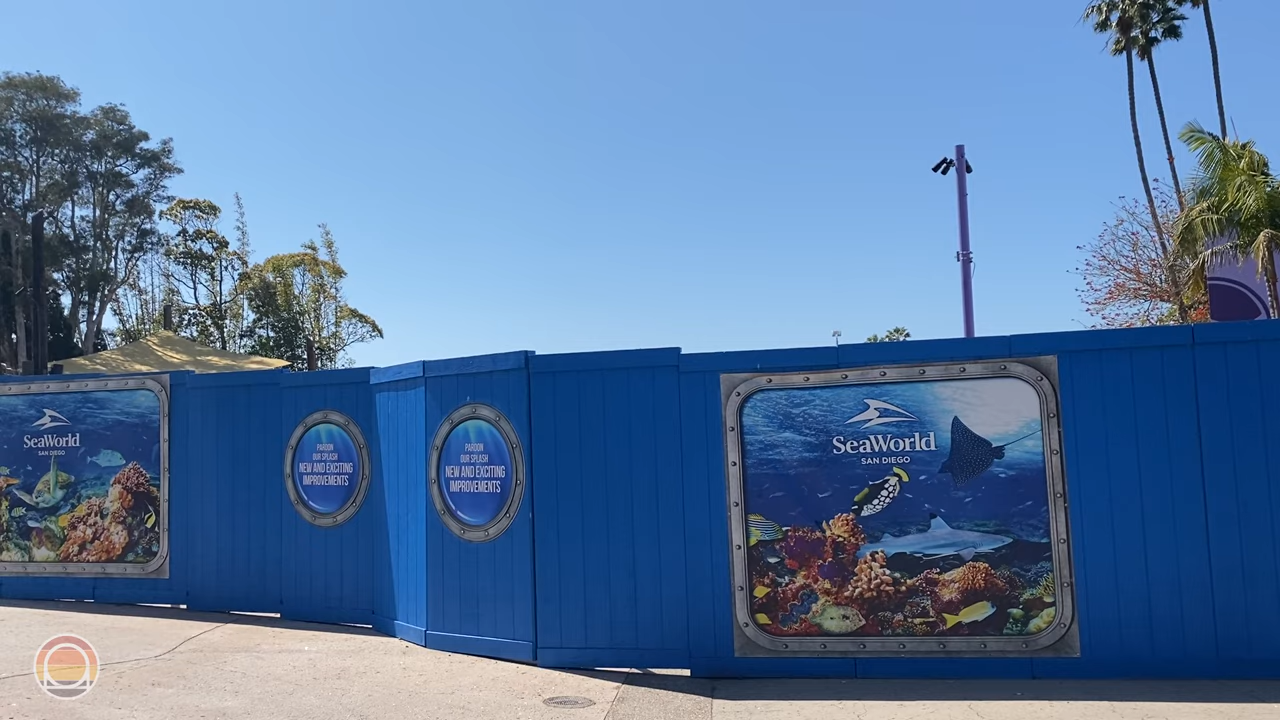 SeaWorld
SAN DIEGO
PARDON
OUR SPLASH
NEW AND EXCITING
IMPROVEMENTS
PARDON
OUR SPLASH
NEW AND EXCITING
IMPROVEMENTS
SeaWorld
SAN DIEGO